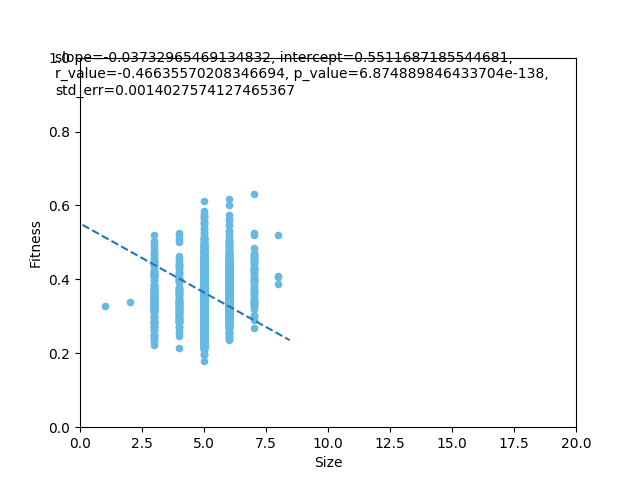 slope=-0.03732965469134832, intercept=0.5511687185544681,
r_value=-0.46635570208346694, p_value=6.874889846433704e-138,
std_err=0.0014027574127465367
1.0
0.8
0.6
0.4
0.2
0.0
Fitness
0.0 2.5 5.0 7.5 10.0 12.5 15.0 17.5 20.0
Size